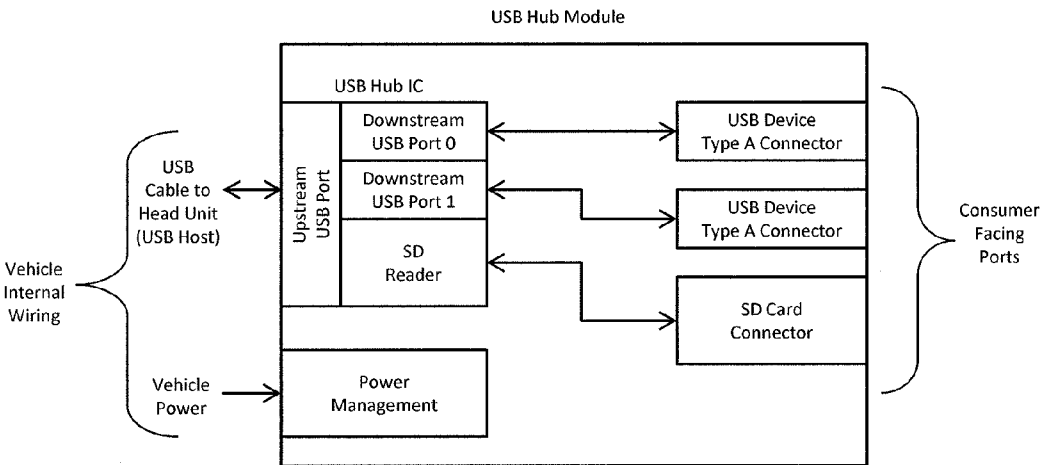 USB Hub Module
USB Hub IC
Upstream
USB Port
Downstream
USB Port 0
Downstream
USB Port 1
SD
Reader
USB Device
Type A Connector
USB Device
Type A Connector
SD Card
Connector
USB
Cable to
Head Unit
(USB Host)
Vehicle
Internal
Wiring
Consumer
Facing
Ports
Vehicle
Power
Power
Management